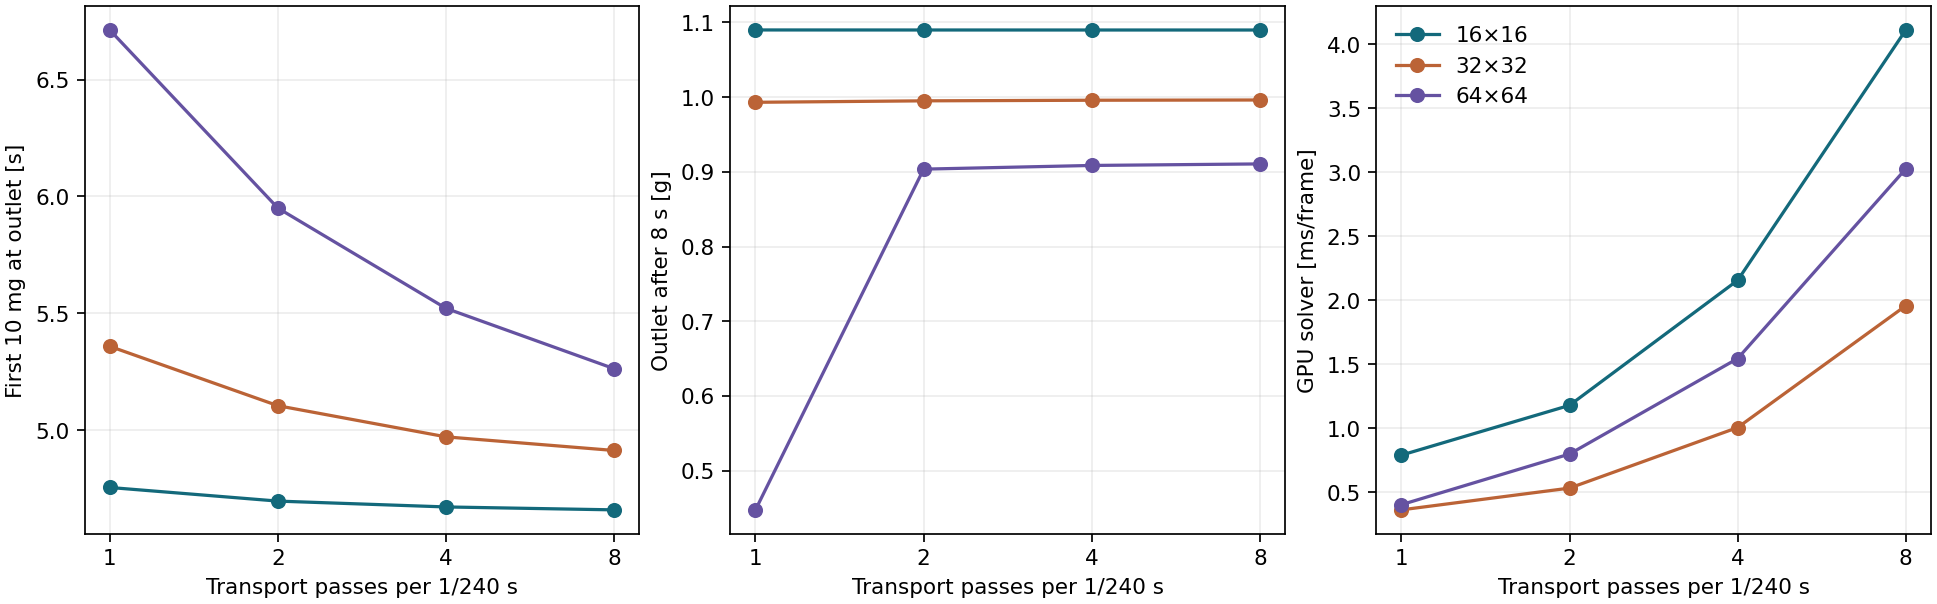 First 10 mg at outlet [s]
6.5
6.0
5.5
5.0
1 2 4 8
Transport passes per 1/240 s
Outlet after 8 s [g]
1.1
1.0
0.9
0.8
0.7
0.6
0.5
1 2 4 8
Transport passes per 1/240 s
GPU solver [ms/frame]
4.0
3.5
3.0
2.5
2.0
1.5
1.0
0.5
16×16
32×32
64×64
1 2 4 8
Transport passes per 1/240 s